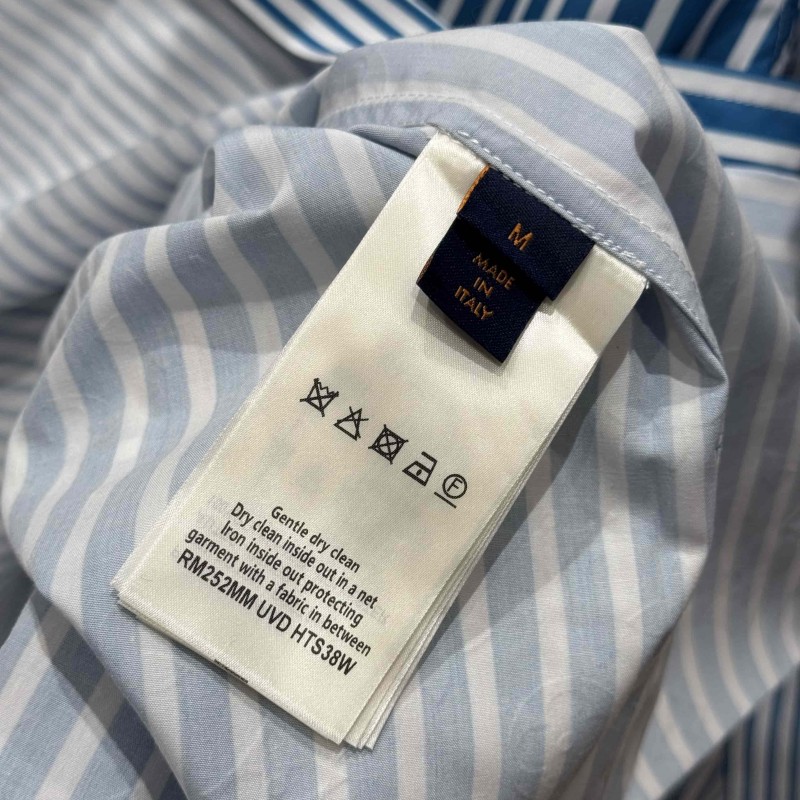 M
MADE
IN
ITALY
F
Gentle dry clean
Dry clean inside out in a net
Iron inside out protecting
garment with a fabric in between
RM252MM UVD HTS38W